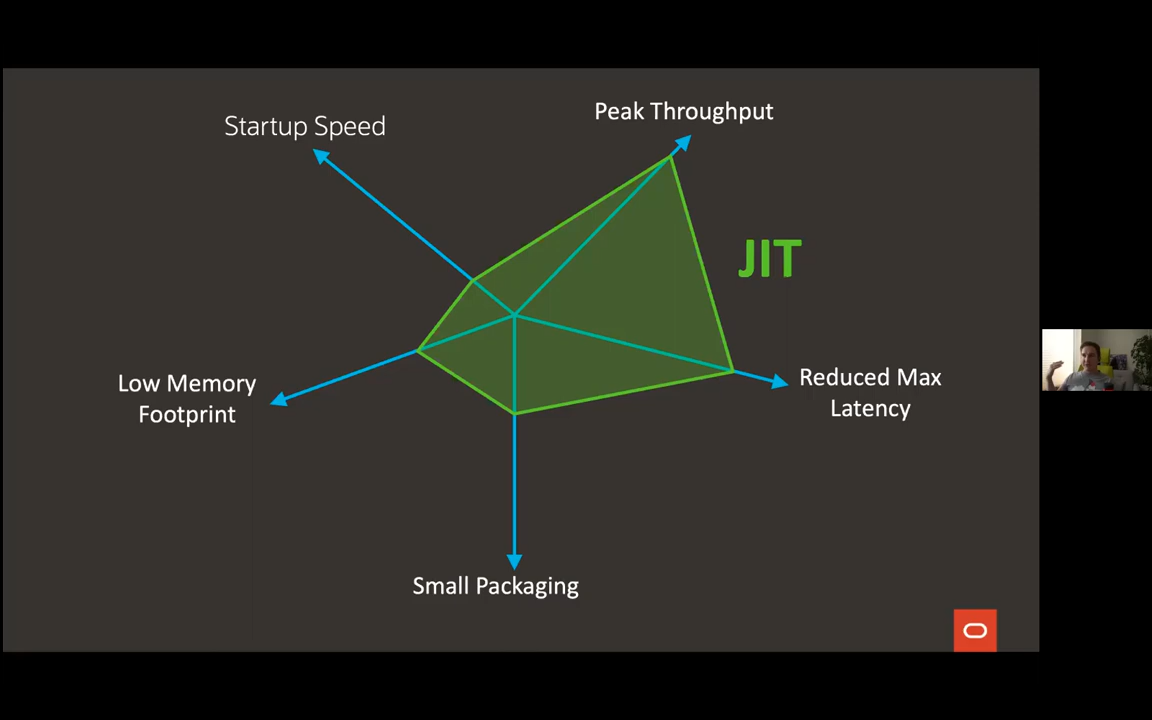 Peak Throughput
Startup Speed
JIT
Reduced Max
Latency
Low Memory
Footprint
Small Packaging